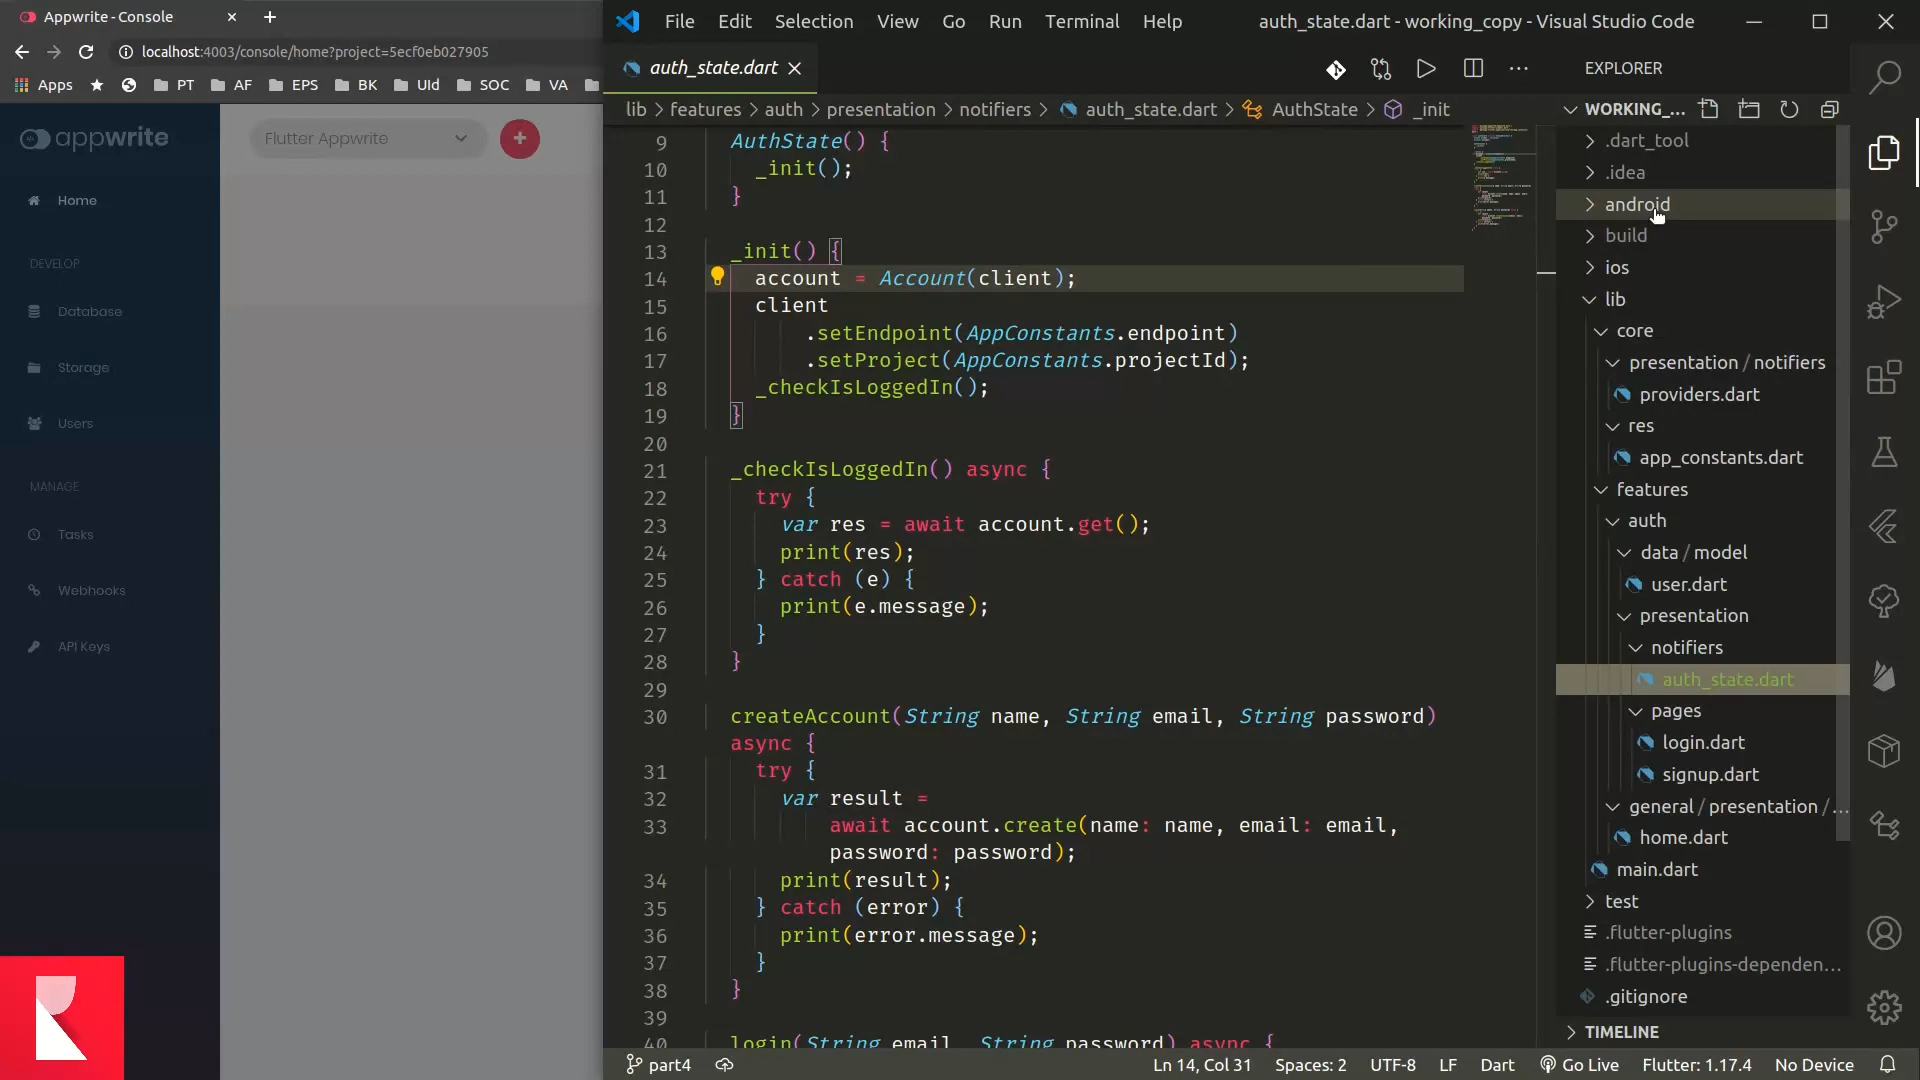 Appwrite - Console
localhost:4003/console/home?project=5ecf0eb027905
Apps PT AF EPS BK UId SOC VA
appwrite
Flutter Appwrite
Home
DEVELOP
Database
Storage
Users
MANAGE
Tasks
Webhooks
API Keys
File Edit Selection View Go Run Terminal Help
auth_state.dart - working_copy - Visual Studio Code
auth_state.dart
lib > features > auth > presentation > notifiers > auth_state.dart > AuthState > _init
9 AuthState() {
10 _init();
11 }
12
13 _init() {
14 account = Account(client);
15 client
16 .setEndpoint(AppConstants.endpoint)
17 .setProject(AppConstants.projectId);
18 _checkIsLoggedIn();
19 }
20
21 _checkIsLoggedIn() async {
22 try {
23 var res = await account.get();
24 print(res);
25 } catch (e) {
26 print(e.message);
27 }
28 }
29
30 createAccount(String name, String email, String password)
async {
31 try {
32 var result =
33 await account.create(name: name, email: email,
password: password);
34 print(result);
35 } catch (error) {
36 print(error.message);
37 }
38 }
39
40 login(String email, String password) async {
EXPLORER
WORKING_...
.dart_tool
.idea
android
build
ios
lib
core
presentation / notifiers
providers.dart
res
app_constants.dart
features
auth
data / model
user.dart
presentation
notifiers
auth_state.dart
pages
login.dart
signup.dart
general / presentation / ...
home.dart
main.dart
test
.flutter-plugins
.flutter-plugins-dependen...
.gitignore
TIMELINE
part4
Ln 14, Col 31 Spaces: 2 UTF-8 LF Dart Go Live Flutter: 1.17.4 No Device